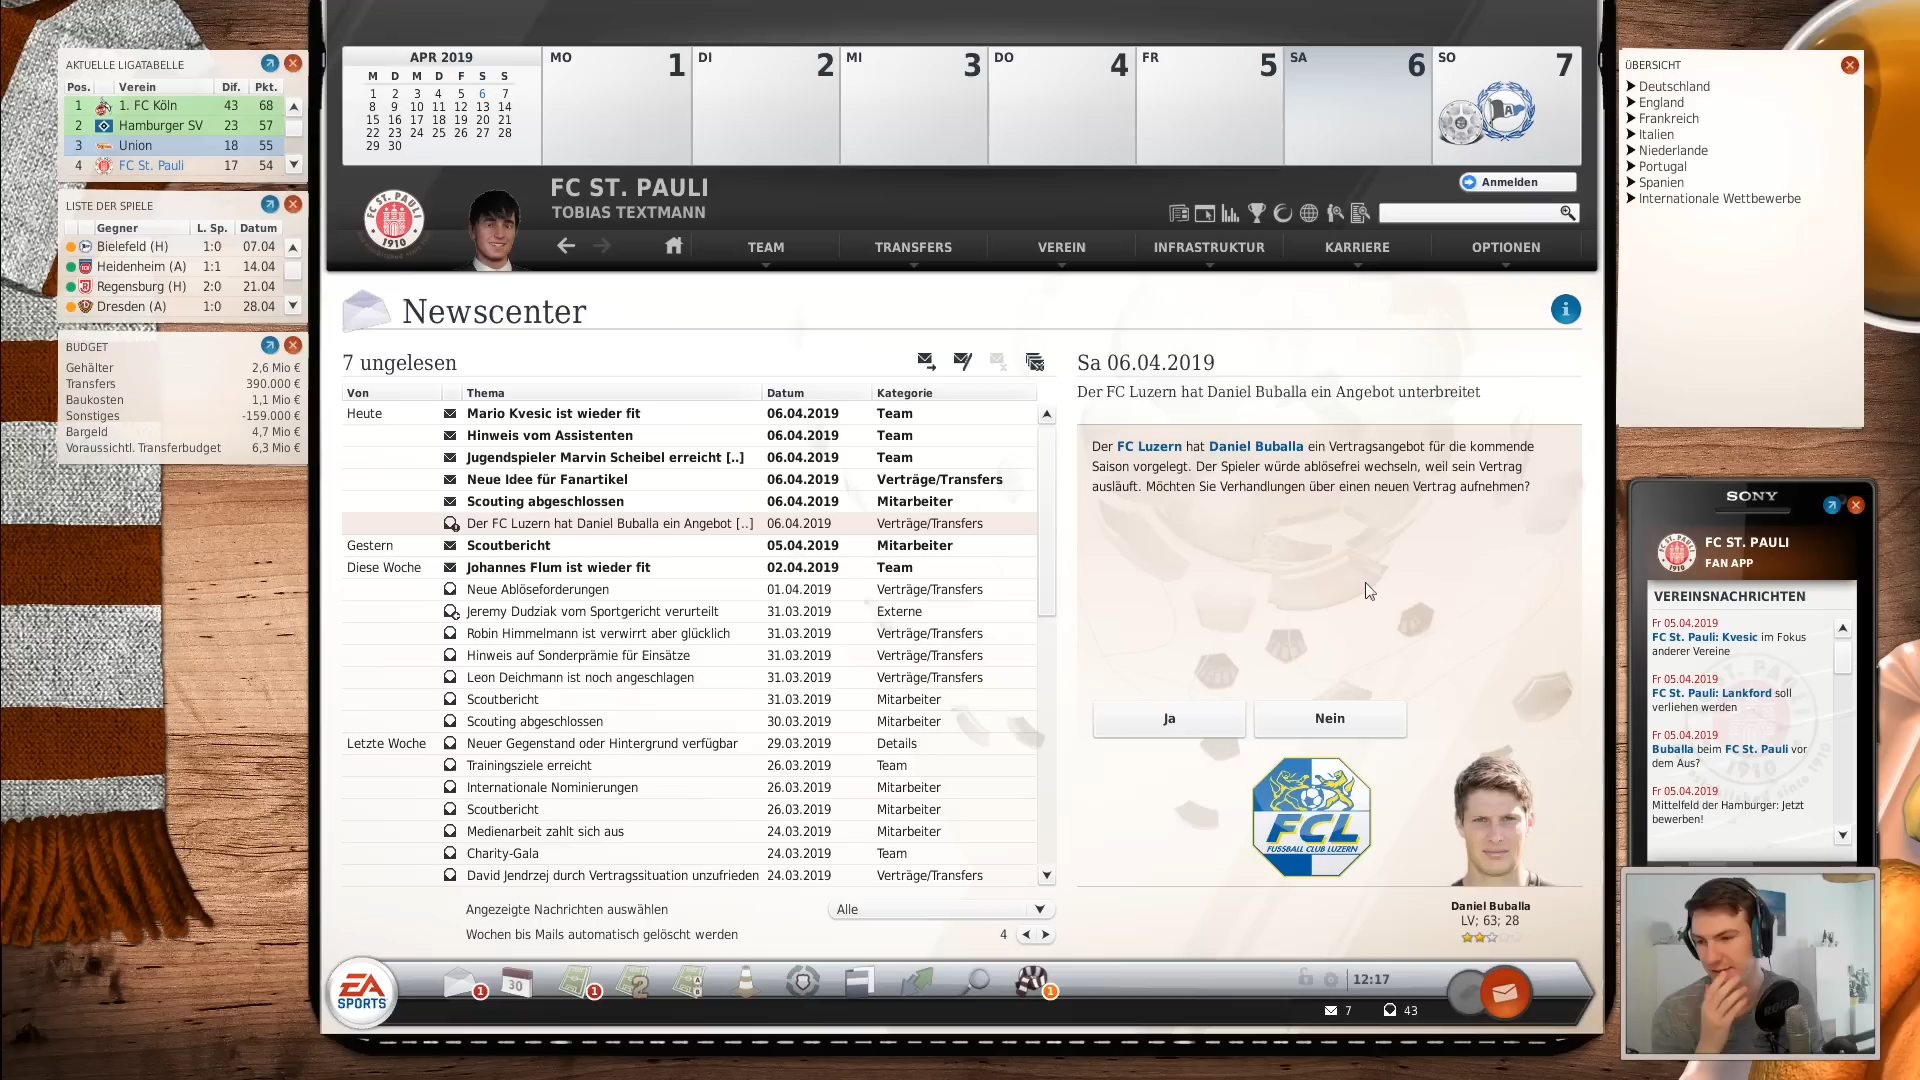 AKTUELLE LIGATABELLE
Pos. Verein Dif. Pkt.
1 1. FC Köln 43 68
2 Hamburger SV 23 57
3 Union 18 55
4 FC St. Pauli 17 54
LISTE DER SPIELE
Gegner L. Sp. Datum
Bielefeld (H) 1:0 07.04
Heidenheim (A) 1:1 14.04
Regensburg (H) 2:0 21.04
Dresden (A) 1:0 28.04
BUDGET
Gehälter 2,6 Mio €
Transfers 390.000 €
Baukosten 1,1 Mio €
Sonstiges -159.000 €
Bargeld 4,7 Mio €
Voraussichtl. Transferbudget 6,3 Mio €
APR 2019
M D M D F S S
1 2 3 4 5 6 7
8 9 10 11 12 13 14
15 16 17 18 19 20 21
22 23 24 25 26 27 28
29 30
MO 1 DI 2 MI 3 DO 4 FR 5 SA 6 SO 7
FC ST. PAULI
1910
FC ST. PAULI
TOBIAS TEXTMANN
Anmelden
TEAM TRANSFERS VEREIN INFRASTRUKTUR KARRIERE OPTIONEN
Newscenter
7 ungelesen
Von Thema Datum Kategorie
Heute Mario Kvesic ist wieder fit 06.04.2019 Team
Hinweis vom Assistenten 06.04.2019 Team
Jugendspieler Marvin Scheibel erreicht [..] 06.04.2019 Team
Neue Idee für Fanartikel 06.04.2019 Verträge/Transfers
Scouting abgeschlossen 06.04.2019 Mitarbeiter
Der FC Luzern hat Daniel Buballa ein Angebot [..] 06.04.2019 Verträge/Transfers
Gestern Scoutbericht 05.04.2019 Mitarbeiter
Diese Woche Johannes Flum ist wieder fit 02.04.2019 Team
Neue Ablöseforderungen 01.04.2019 Verträge/Transfers
Jeremy Dudziak vom Sportgericht verurteilt 31.03.2019 Externe
Robin Himmelmann ist verwirrt aber glücklich 31.03.2019 Verträge/Transfers
Hinweis auf Sonderprämie für Einsätze 31.03.2019 Verträge/Transfers
Leon Deichmann ist noch angeschlagen 31.03.2019 Verträge/Transfers
Scoutbericht 31.03.2019 Mitarbeiter
Scouting abgeschlossen 30.03.2019 Mitarbeiter
Letzte Woche Neuer Gegenstand oder Hintergrund verfügbar 29.03.2019 Details
Trainingsziele erreicht 26.03.2019 Team
Internationale Nominierungen 26.03.2019 Mitarbeiter
Scoutbericht 26.03.2019 Mitarbeiter
Medienarbeit zahlt sich aus 24.03.2019 Mitarbeiter
Charity-Gala 24.03.2019 Team
David Jendrzej durch Vertragssituation unzufrieden 24.03.2019 Verträge/Transfers
Angezeigte Nachrichten auswählen Alle
Wochen bis Mails automatisch gelöscht werden 4
Sa 06.04.2019
Der FC Luzern hat Daniel Buballa ein Angebot unterbreitet
Der FC Luzern hat Daniel Buballa ein Vertragsangebot für die kommende
Saison vorgelegt. Der Spieler würde ablösefrei wechseln, weil sein Vertrag
ausläuft. Möchten Sie Verhandlungen über einen neuen Vertrag aufnehmen?
Ja Nein
FCL
FUSSBALL CLUB LUZERN
Daniel Buballa
LV; 63; 28
EA
SPORTS
1 30 1 2 1
12:17
7 43
ÜBERSICHT
Deutschland
England
Frankreich
Italien
Niederlande
Portugal
Spanien
Internationale Wettbewerbe
SONY
FC ST. PAULI
FAN APP
VEREINSNACHRICHTEN
Fr 05.04.2019
FC St. Pauli: Kvesic im Fokus
anderer Vereine
Fr 05.04.2019
FC St. Pauli: Lankford soll
verliehen werden
Fr 05.04.2019
Buballa beim FC St. Pauli vor
dem Aus?
Fr 05.04.2019
Mittelfeld der Hamburger: Jetzt
bewerben!